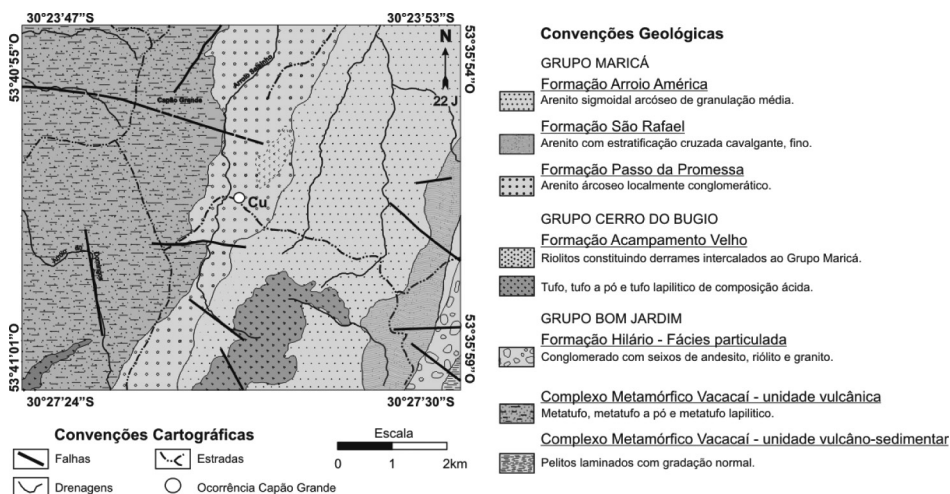 30°23'47"S
30°23'53"S
53°40'55"O
53°35'54"O
N
22 J
Capão Grande
Cu
53°41'01"O
53°35'59"O
30°27'24"S
30°27'30"S
Convenções Cartográficas
Falhas
Estradas
Drenagens
Ocorrência Capão Grande
Escala
0 1 2km
Convenções Geológicas
GRUPO MARICÁ
Formação Arroio América
Arenito sigmoidal arcóseo de granulação média.
Formação São Rafael
Arenito com estratificação cruzada cavalgante, fino.
Formação Passo da Promessa
Arenito árcoseo localmente conglomerático.
GRUPO CERRO DO BUGIO
Formação Acampamento Velho
Riolitos constituindo derrames intercalados ao Grupo Maricá.
Tufo, tufo a pó e tufo lapilitico de composição ácida.
GRUPO BOM JARDIM
Formação Hilário - Fácies particulada
Conglomerado com seixos de andesito, riólito e granito.
Complexo Metamórfico Vacacaí - unidade vulcânica
Metatufo, metatufo a pó e metatufo lapilitico.
Complexo Metamórfico Vacacaí - unidade vulcâno-sedimentar
Pelitos laminados com gradação normal.